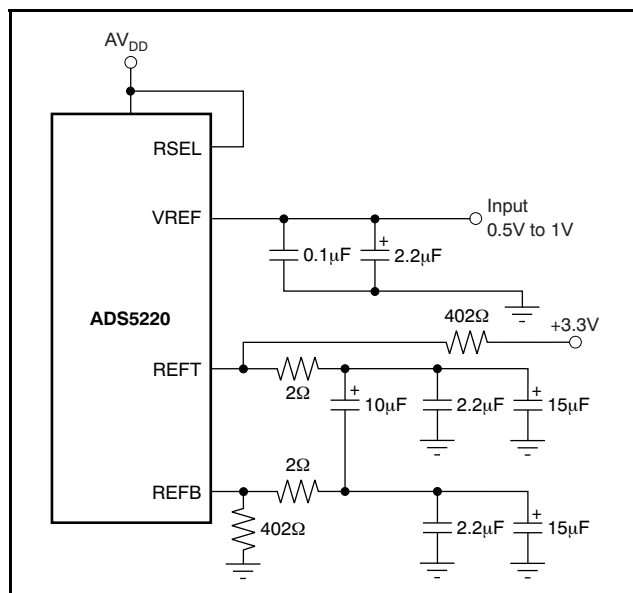 AVDD
RSEL
VREF
Input
0.5V to 1V
0.1µF
+
2.2µF
ADS5220
402Ω
+3.3V
REFT
2Ω
+
10µF
2.2µF
+
15µF
2Ω
REFB
402Ω
2.2µF
+
15µF